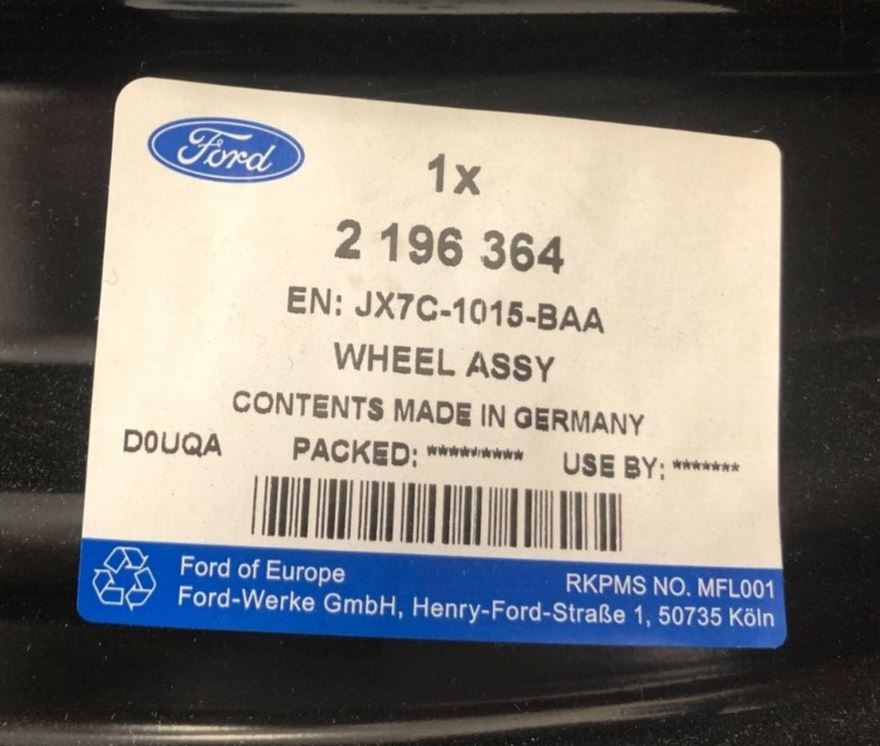 Ford
1x
2 196 364
EN: JX7C-1015-BAA
WHEEL ASSY
CONTENTS MADE IN GERMANY
D0UQA PACKED: ********** USE BY: *******
Ford of Europe RKPMS NO. MFL001
Ford-Werke GmbH, Henry-Ford-Straße 1, 50735 Köln